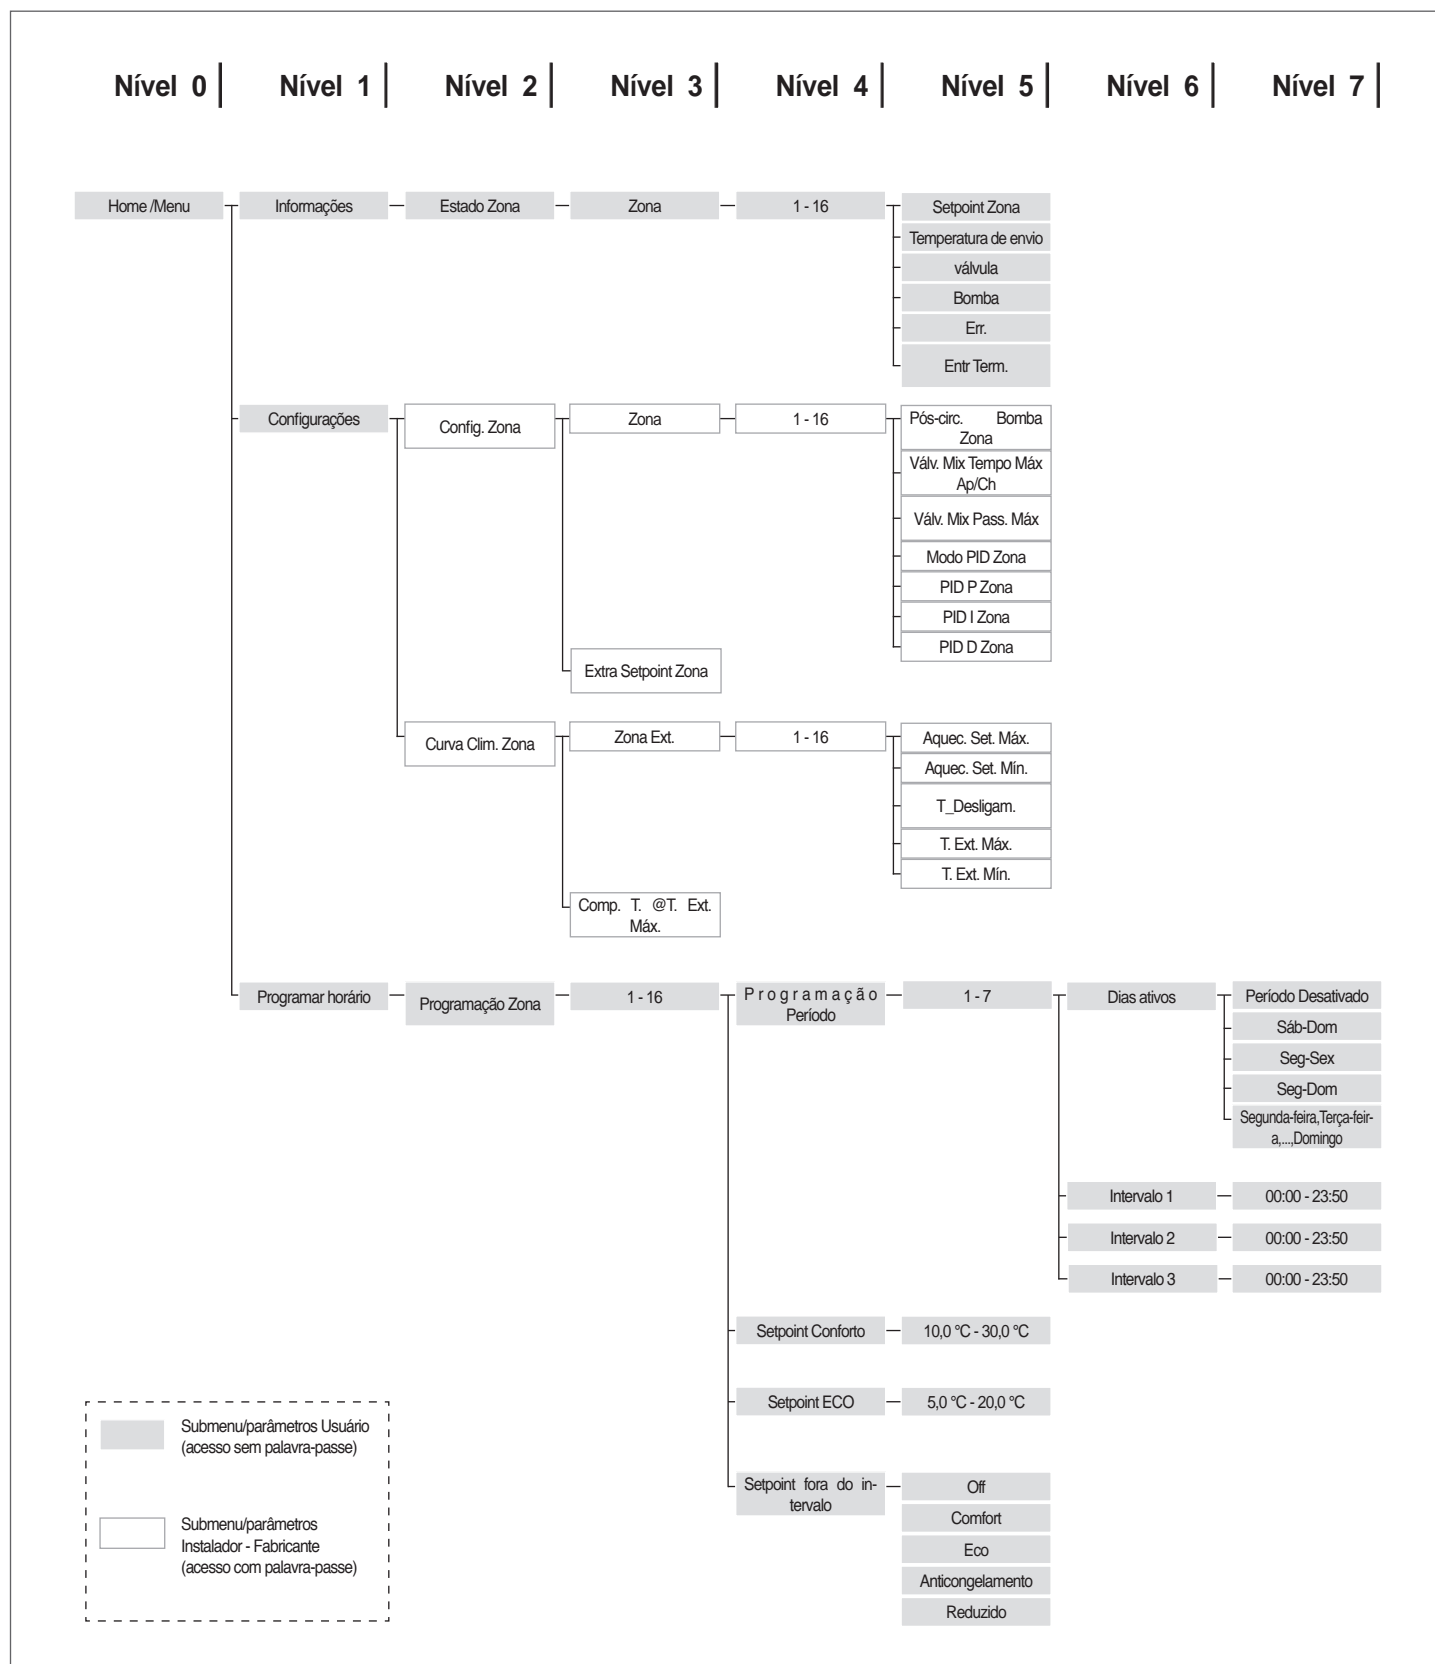 Nível 0
Nível 1
Nível 2
Nível 3
Nível 4
Nível 5
Nível 6
Nível 7
Home /Menu
Informações
Estado Zona
Zona
1 - 16
Setpoint Zona
Temperatura de envio
válvula
Bomba
Err.
Entr Term.
Configurações
Config. Zona
Zona
1 - 16
Pós-circ. Bomba
Zona
Válv. Mix Tempo Máx
Ap/Ch
Válv. Mix Pass. Máx
Modo PID Zona
PID P Zona
PID I Zona
PID D Zona
Extra Setpoint Zona
Curva Clim. Zona
Zona Ext.
1 - 16
Aquec. Set. Máx.
Aquec. Set. Mín.
T_Desligam.
T. Ext. Máx.
T. Ext. Mín.
Comp. T. @T. Ext.
Máx.
Programar horário
Programação Zona
1 - 16
Programação
Período
1 - 7
Dias ativos
Período Desativado
Sáb-Dom
Seg-Sex
Seg-Dom
Segunda-feira,Terça-feir-
a,...,Domingo
Intervalo 1
00:00 - 23:50
Intervalo 2
00:00 - 23:50
Intervalo 3
00:00 - 23:50
Setpoint Conforto
10,0 °C - 30,0 °C
Setpoint ECO
5,0 °C - 20,0 °C
Setpoint fora do in-
tervalo
Off
Comfort
Eco
Anticongelamento
Reduzido
Submenu/parâmetros Usuário
(acesso sem palavra-passe)
Submenu/parâmetros
Instalador - Fabricante
(acesso com palavra-passe)